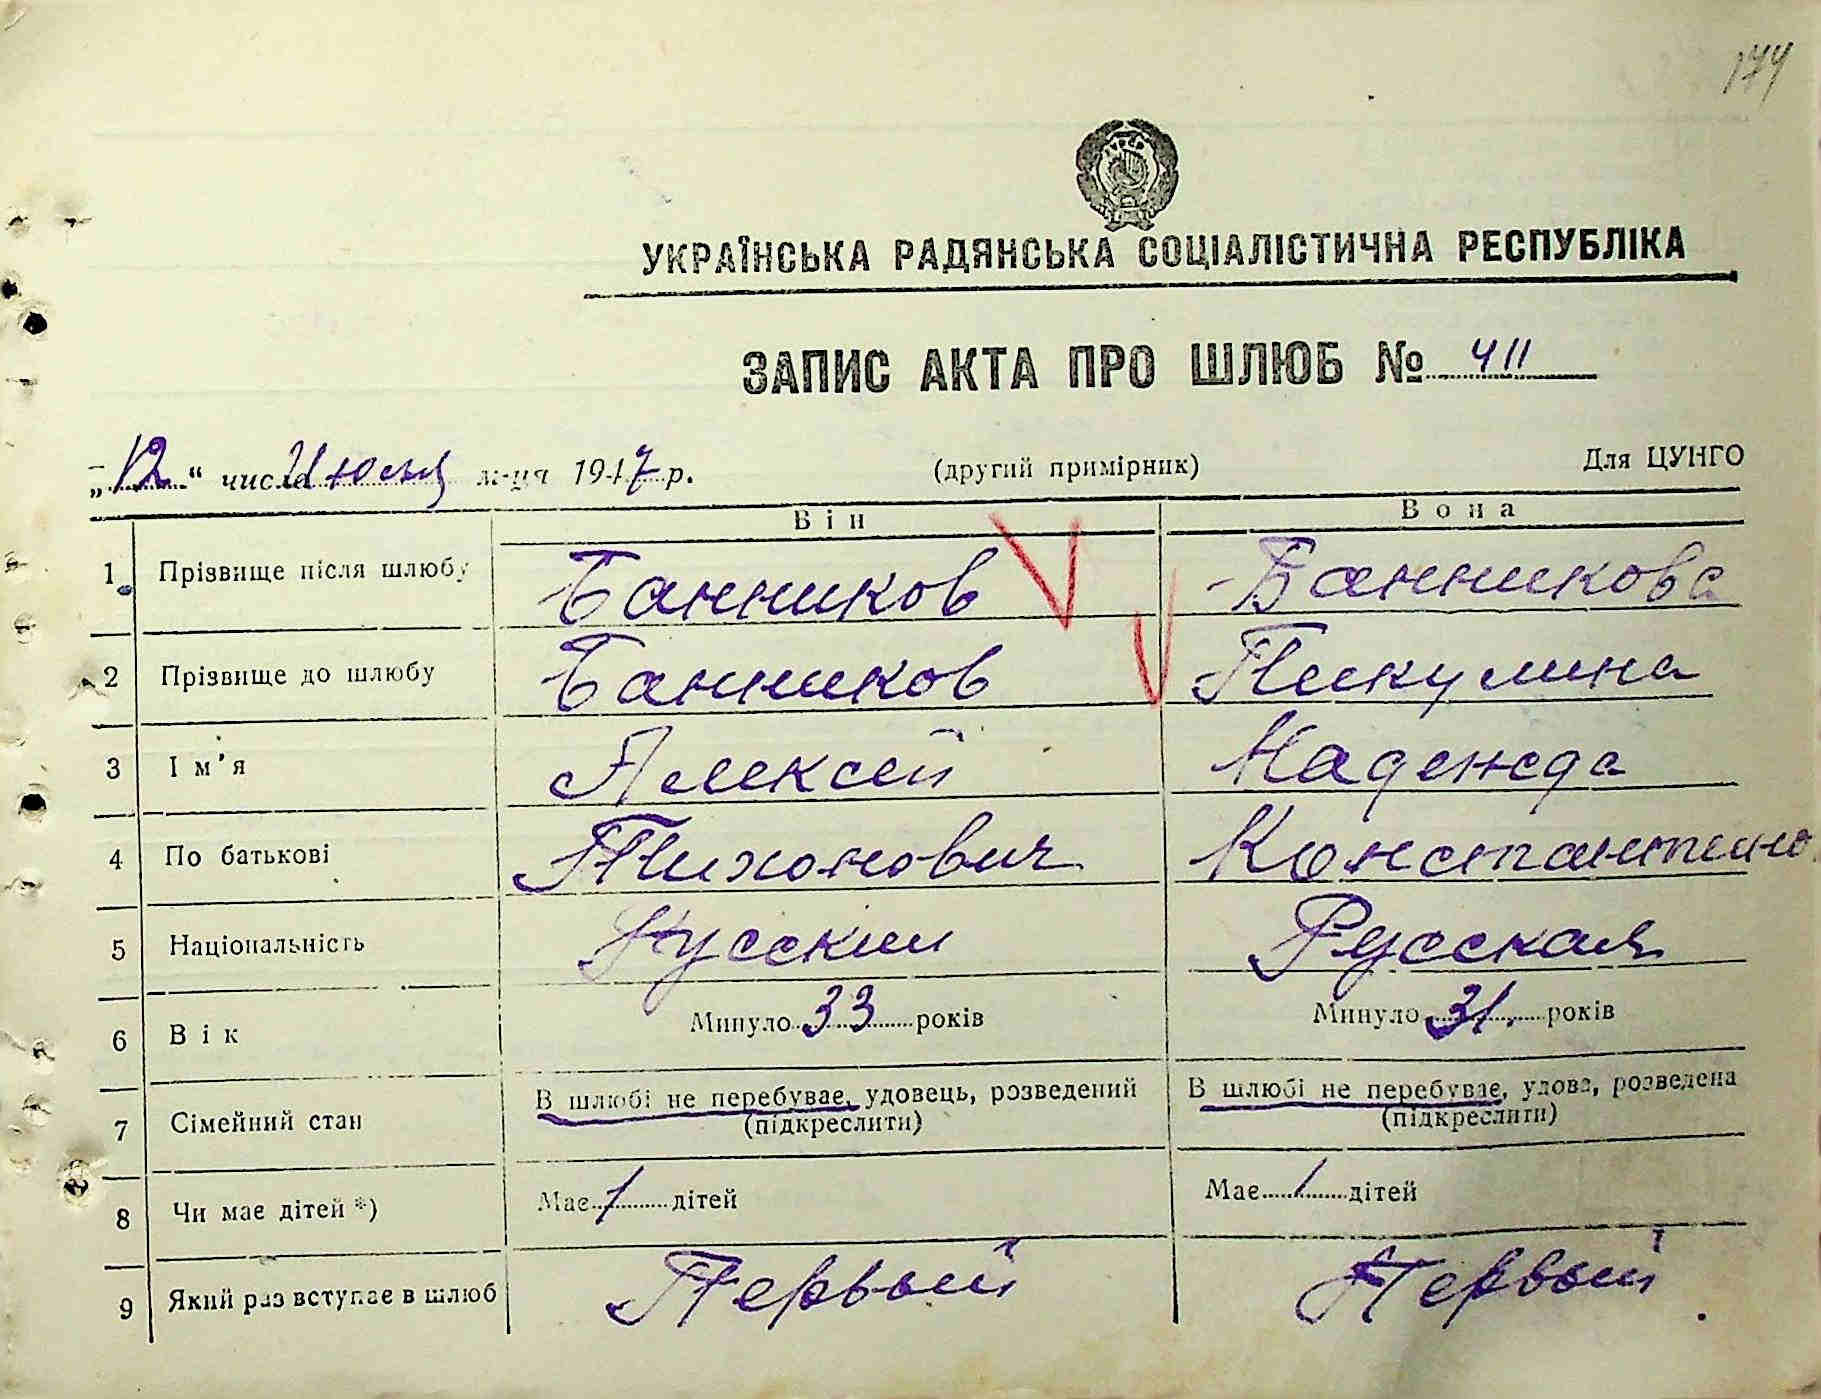 174
УКРАЇНСЬКА РАДЯНСЬКА СОЦІАЛІСТИЧНА РЕСПУБЛІКА
ЗАПИС АКТА ПРО ШЛЮБ № 411
„12“ числа Июля м-ця 1947 р. (другий примірник) Для ЦУНГО
Він Вона
1 Прізвище після шлюбу Банников Банникова
2 Прізвище до шлюбу Банников Пикулина
3 Ім'я Алексей Надежда
4 По батькові Тихонович Константино
5 Національність Русский Русская
6 Вік Минуло 33 років Минуло 31. років
7 Сімейний стан В шлюбі не перебуває, удовець, розведений В шлюбі не перебуває, удова, розведена
(підкреслити) (підкреслити)
8 Чи має дітей *) Має 1 дітей Має 1 дітей
9 Який раз вступає в шлюб Первый Первый